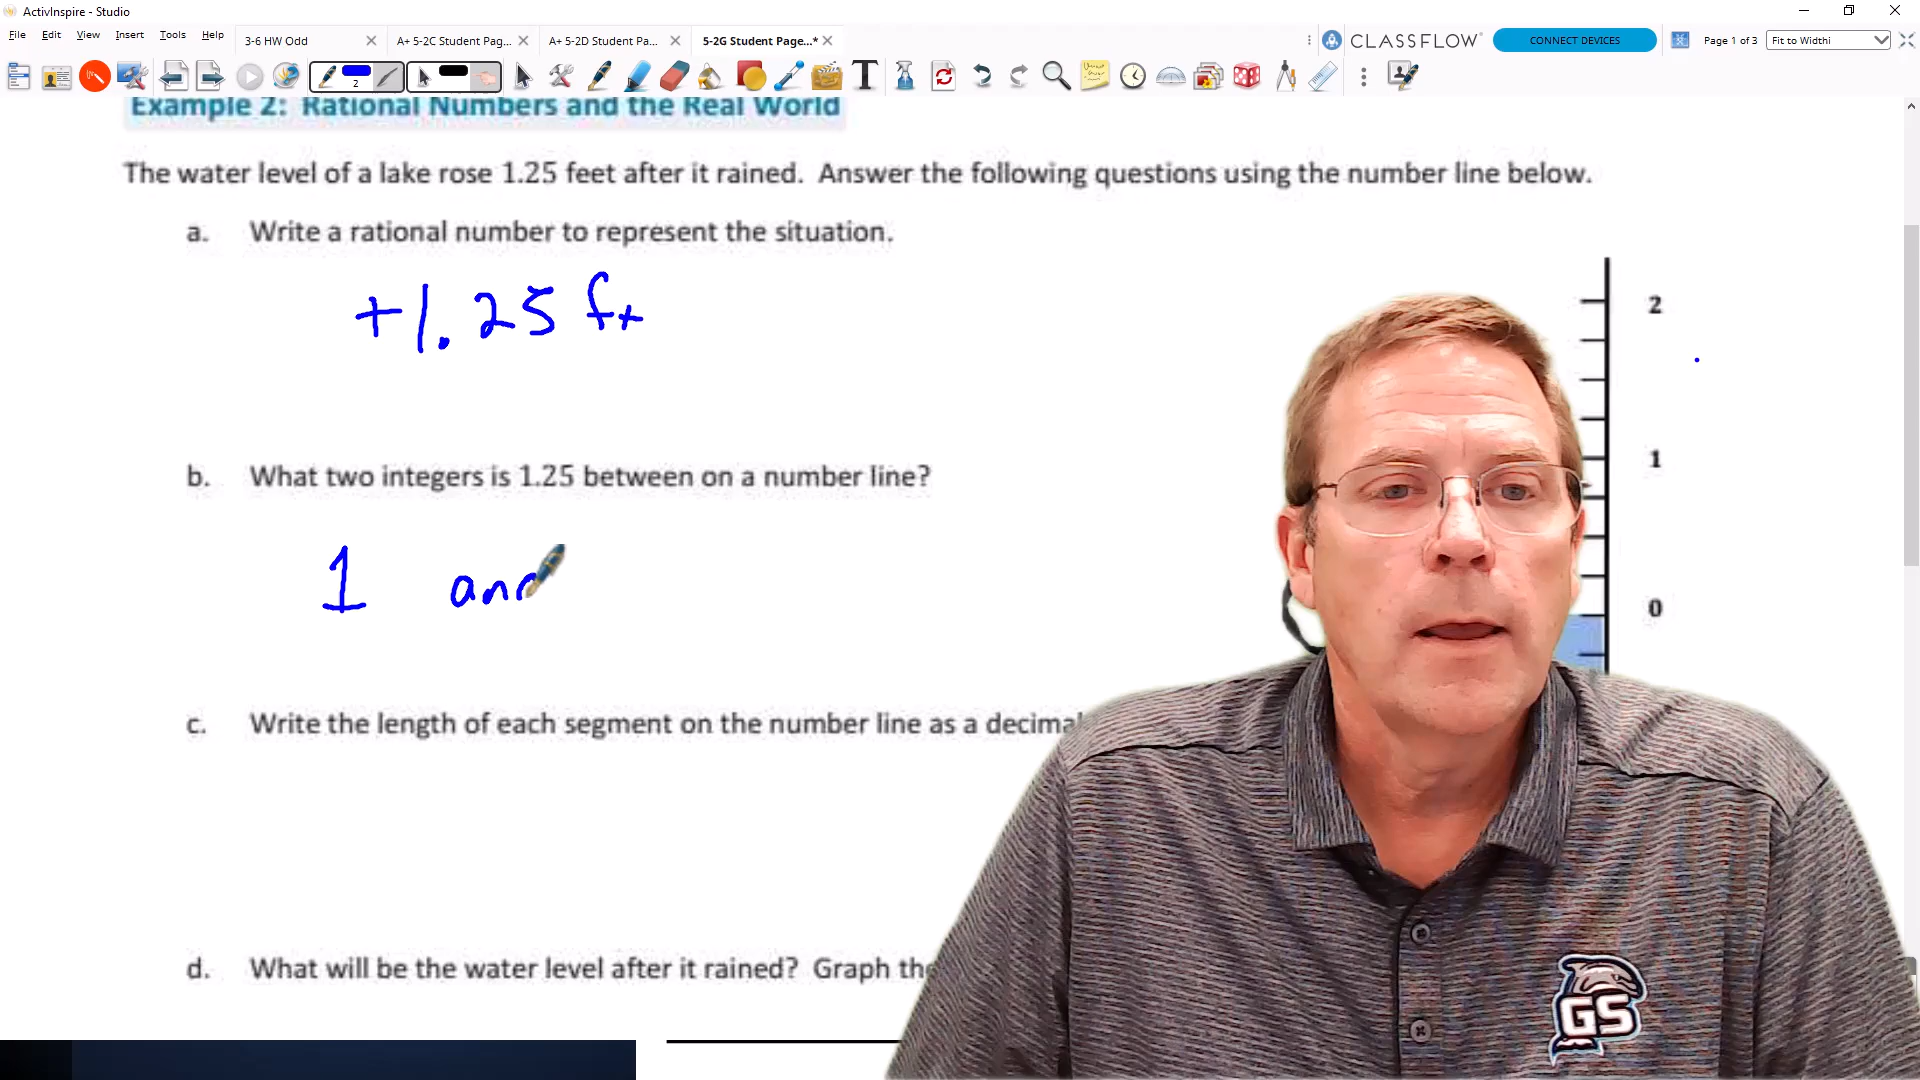 ActivInspire - Studio
File Edit View Insert Tools Help
3-6 HW Odd
A+ 5-2C Student Pag...
A+ 5-2D Student Pa...
5-2G Student Page...*
CLASSFLOW
CONNECT DEVICES
Page 1 of 3
Fit to Widthi
2
Example 2: Rational Numbers and the Real World
The water level of a lake rose 1.25 feet after it rained. Answer the following questions using the number line below.
a. Write a rational number to represent the situation.
+1.25 ft
2
1
0
b. What two integers is 1.25 between on a number line?
1 and
c. Write the length of each segment on the number line as a decimal
d. What will be the water level after it rained? Graph the
GS